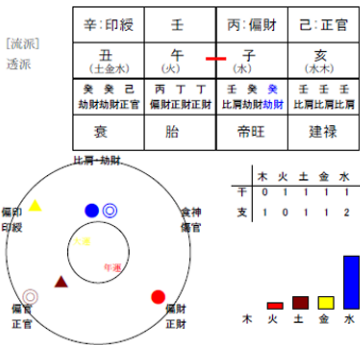 [流派]
透派
辛:印綬 壬 丙:偏財 己:正官
丑 午 子 亥
(土金水) (火) (水) (水木)
癸 癸 己 丙 丁 丁 壬 癸 癸 壬 壬 壬
劫財劫財正官 偏財正財正財 比肩劫財劫財 比肩比肩比肩
衰 胎 帝旺 建禄
比肩・劫財
偏印
印綬
食神
傷官
大運
年運
偏官
正官
偏財
正財
木 火 土 金 水
干 0 1 1 1 1
支 1 0 1 1 2
木 火 土 金 水